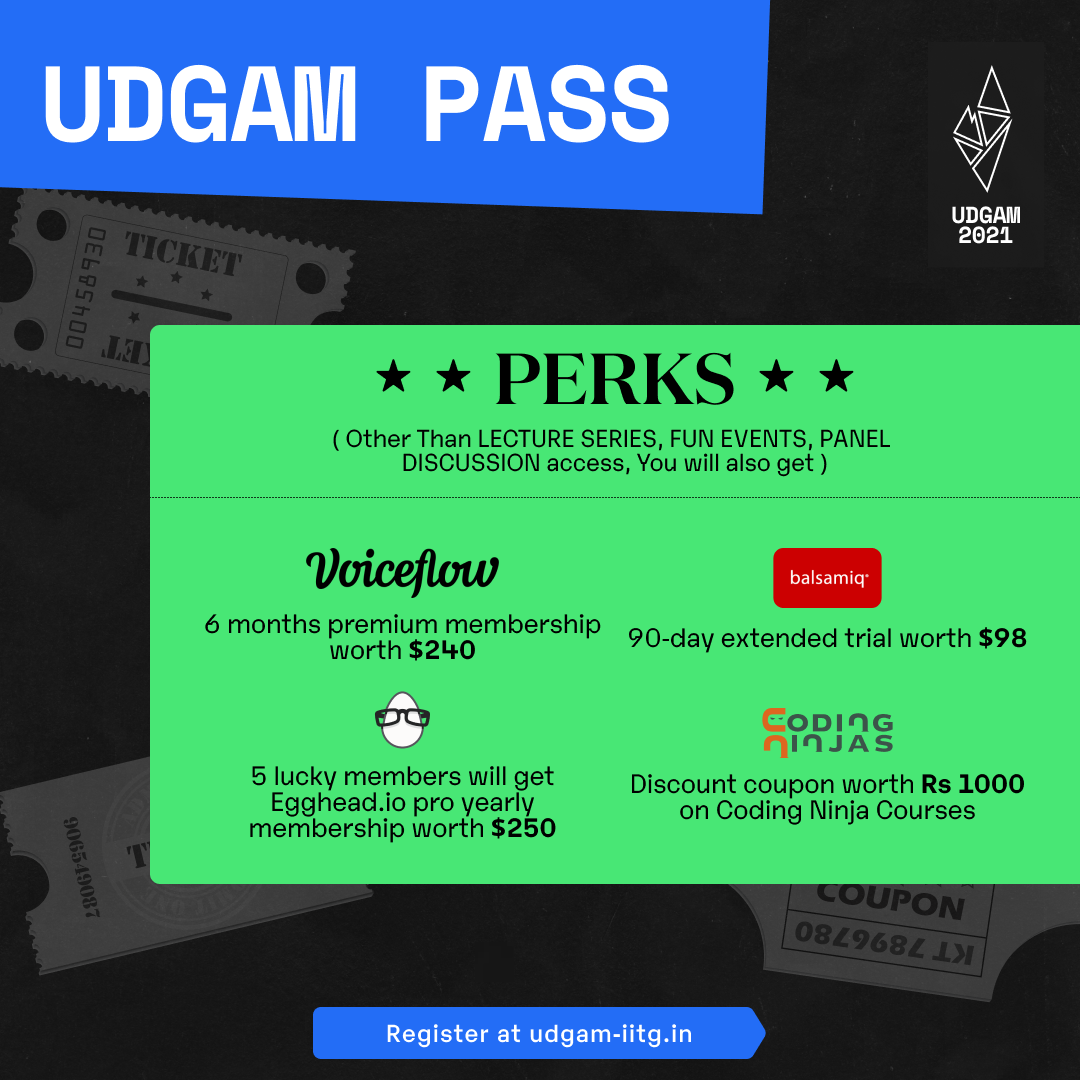 UDGAM PASS
UDGAM
2021
TICKET
00458930
PERKS
( Other Than LECTURE SERIES, FUN EVENTS, PANEL
DISCUSSION access, You will also get )
Voiceflow
6 months premium membership
worth $240
balsamiq
90-day extended trial worth $98
5 lucky members will get
Egghead.io pro yearly
membership worth $250
CODING
NINJAS
Discount coupon worth Rs 1000
on Coding Ninja Courses
906549087
COUPON
KT 7896780
Register at udgam-iitg.in